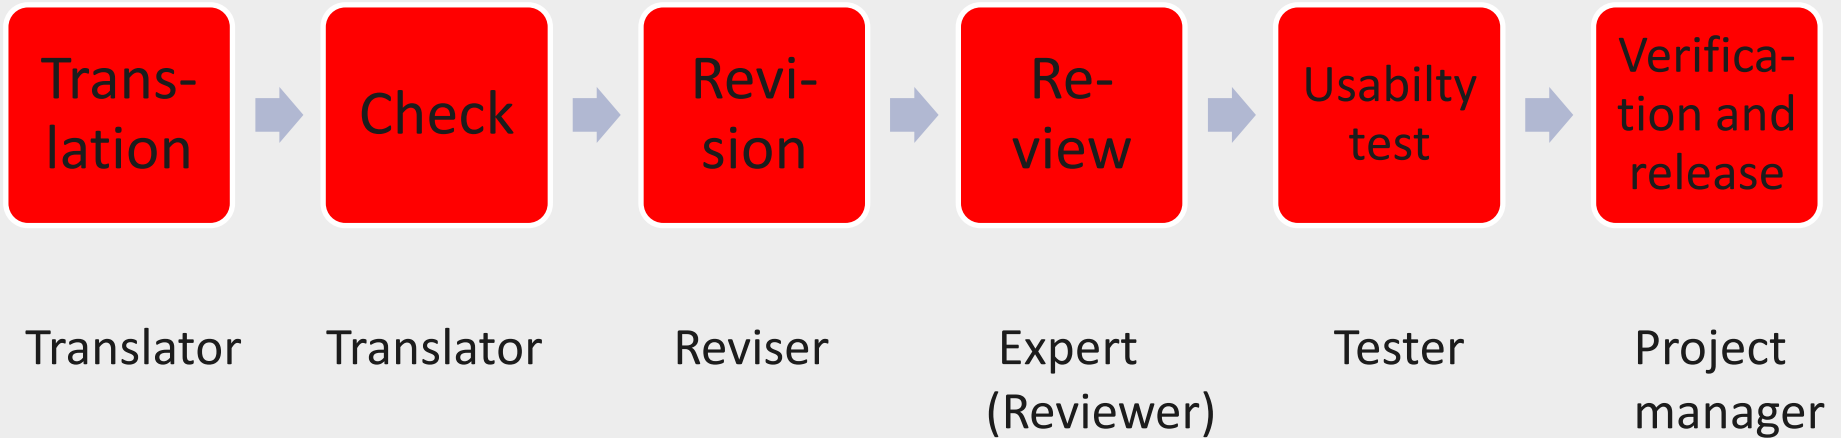 Trans-
lation
Check
Revi-
sion
Re-
view
Usabilty
test
Verifica-
tion and
release
Translator
Translator
Reviser
Expert
(Reviewer)
Tester
Project
manager